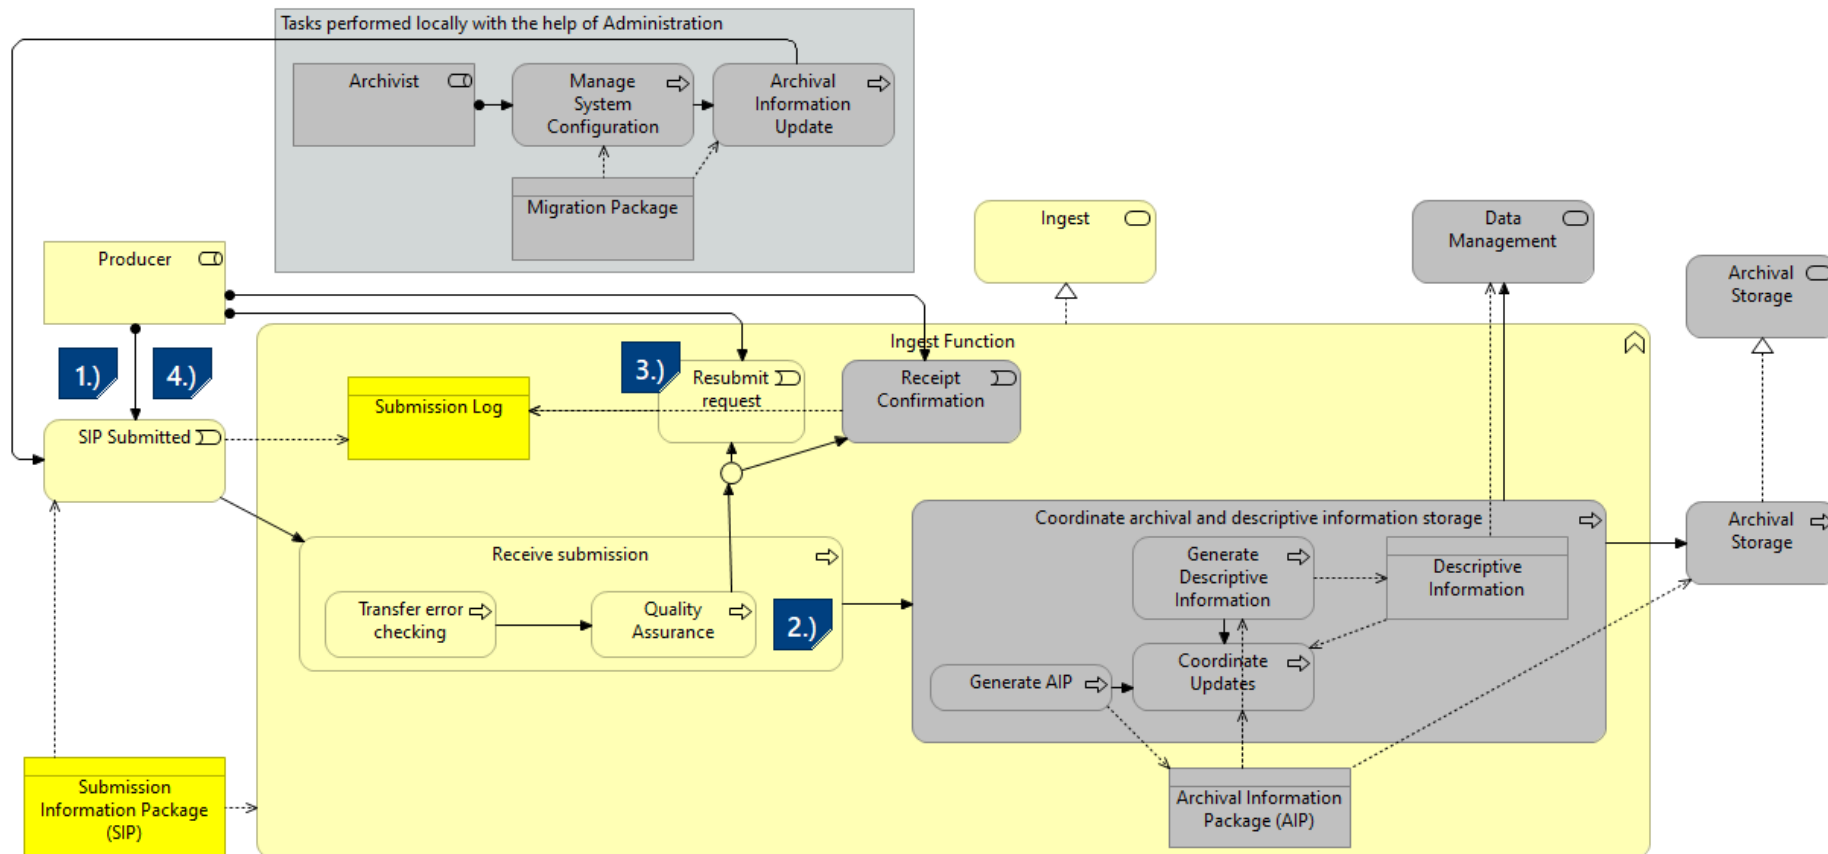 Tasks performed locally with the help of Administration
Archivist
Manage
System
Configuration
Archival
Information
Update
Migration Package
Producer
Ingest
Data
Management
Archival
Storage
1.)
4.)
Ingest Function
3.)
Resubmit
request
Receipt
Confirmation
Submission Log
SIP Submitted
Receive submission
Transfer error
checking
Quality
Assurance
2.)
Coordinate archival and descriptive information storage
Generate
Descriptive
Information
Descriptive
Information
Coordinate
Updates
Generate AIP
Archival
Storage
Submission
Information Package
(SIP)
Archival Information
Package (AIP)